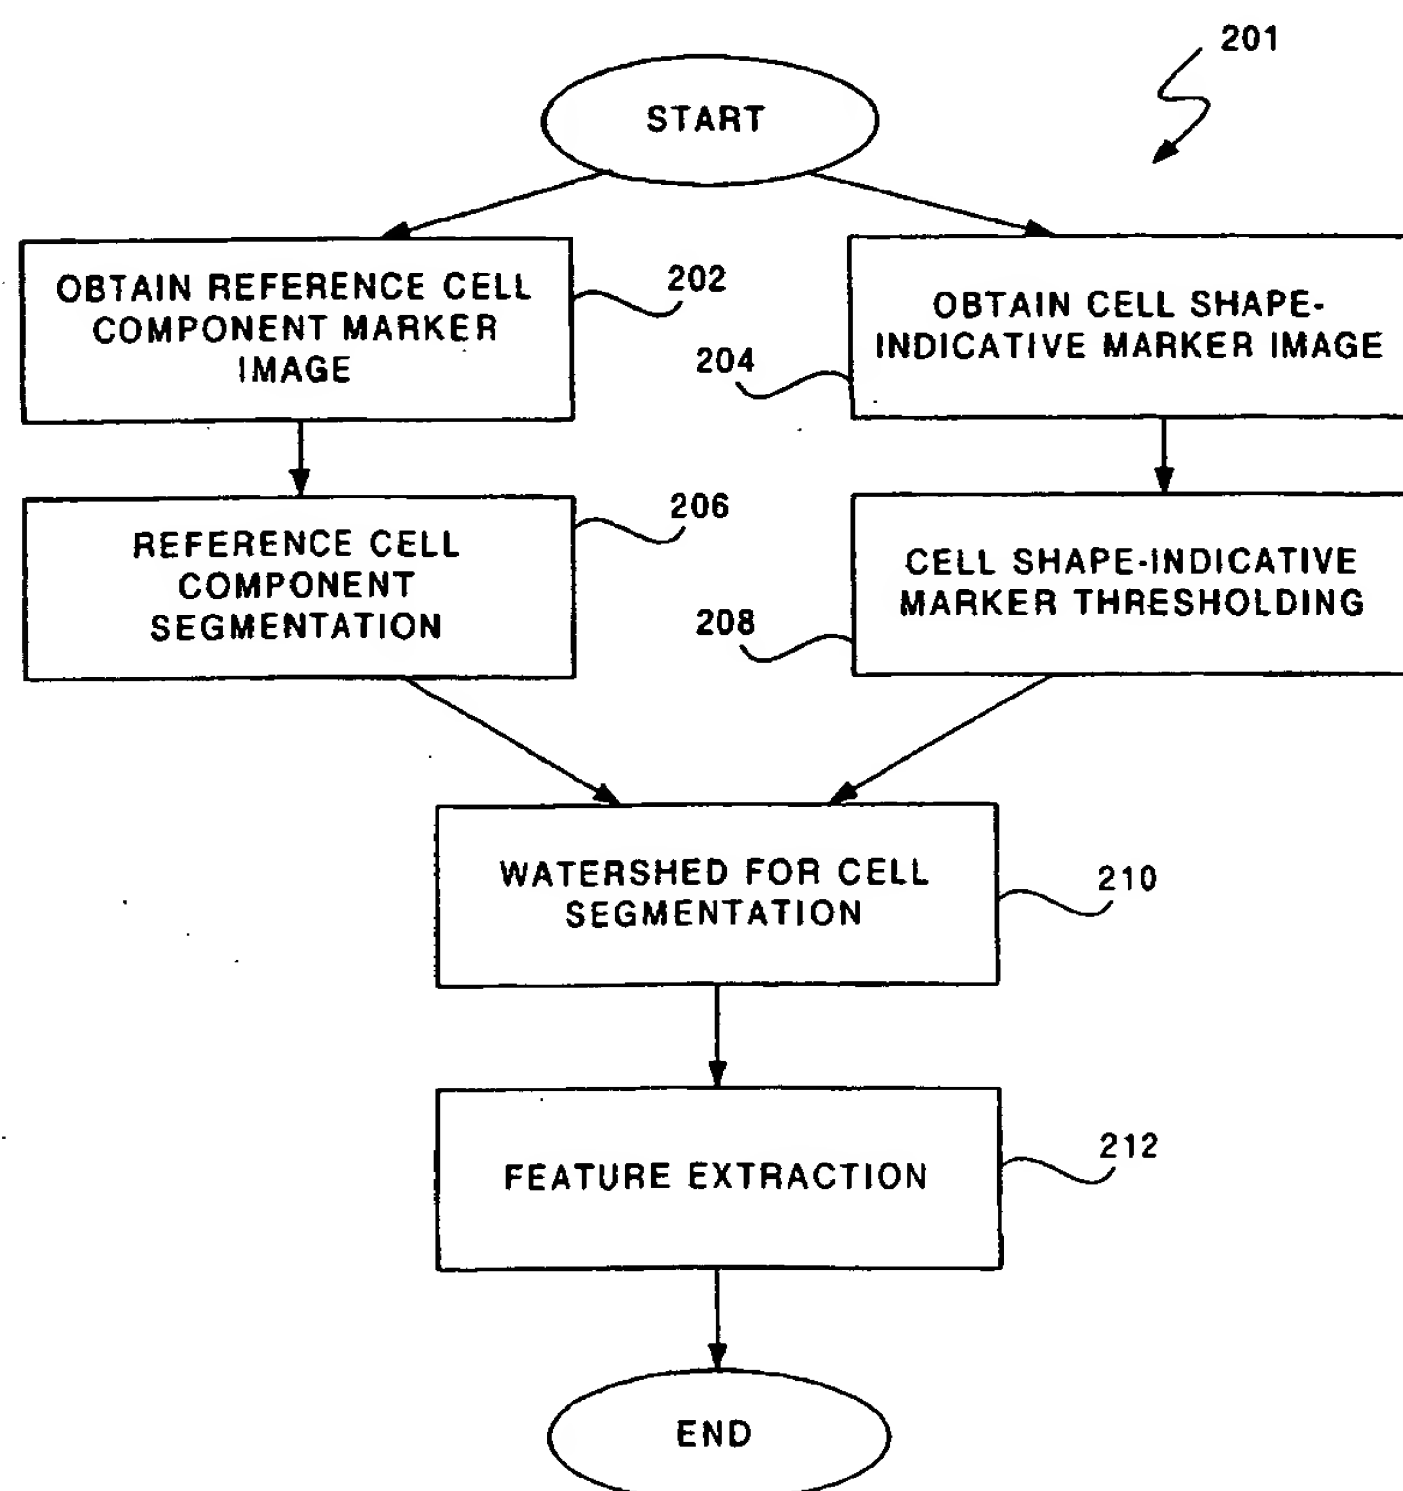 201
START
OBTAIN REFERENCE CELL
COMPONENT MARKER
IMAGE
202
OBTAIN CELL SHAPE-
INDICATIVE MARKER IMAGE
204
REFERENCE CELL
COMPONENT
SEGMENTATION
206
CELL SHAPE-INDICATIVE
MARKER THRESHOLDING
208
WATERSHED FOR CELL
SEGMENTATION
210
FEATURE EXTRACTION
212
END